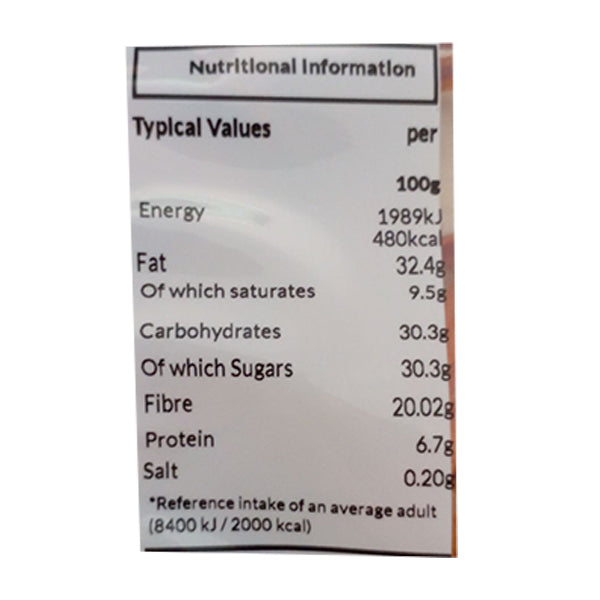 Nutritional Information
Typical Values per
100g
Energy 1989kJ
480kcal
Fat 32.4g
Of which saturates 9.5g
Carbohydrates 30.3g
Of which Sugars 30.3g
Fibre 20.02g
Protein 6.7g
Salt 0.20g
*Reference intake of an average adult
(8400 kJ / 2000 kcal)